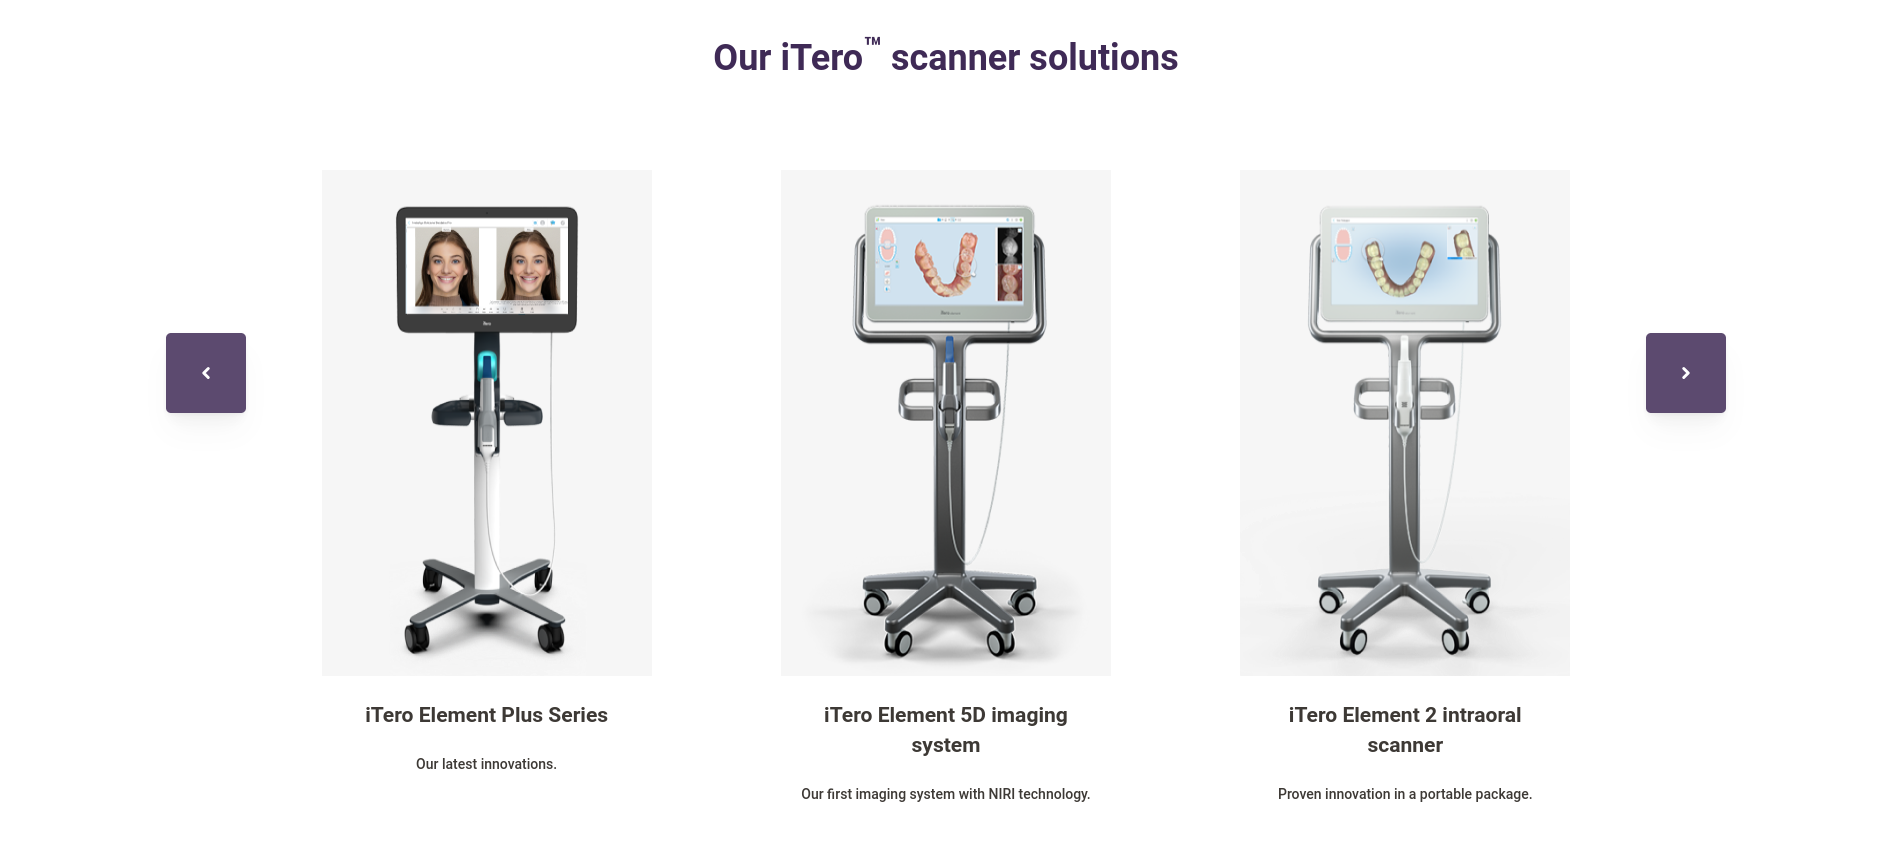 Our iTero™ scanner solutions
iTero Element Plus Series
Our latest innovations.
iTero Element 5D imaging
system
Our first imaging system with NIRI technology.
iTero Element 2 intraoral
scanner
Proven innovation in a portable package.